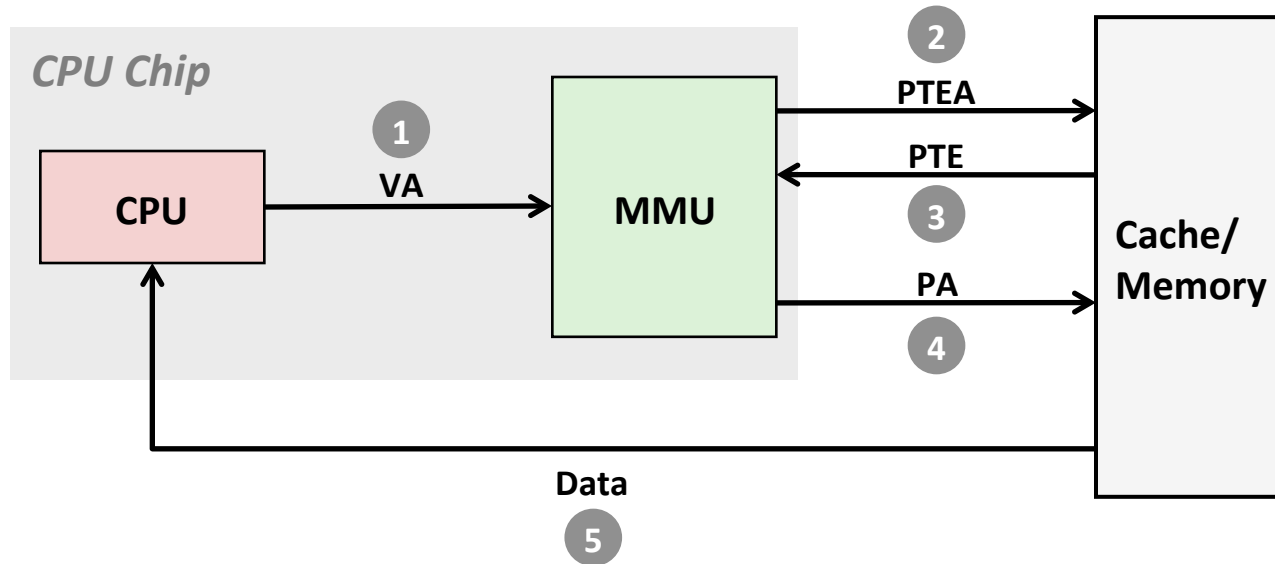 2
CPU Chip
PTEA
1
PTE
VA
CPU
MMU
3
Cache/
Memory
PA
4
Data
5